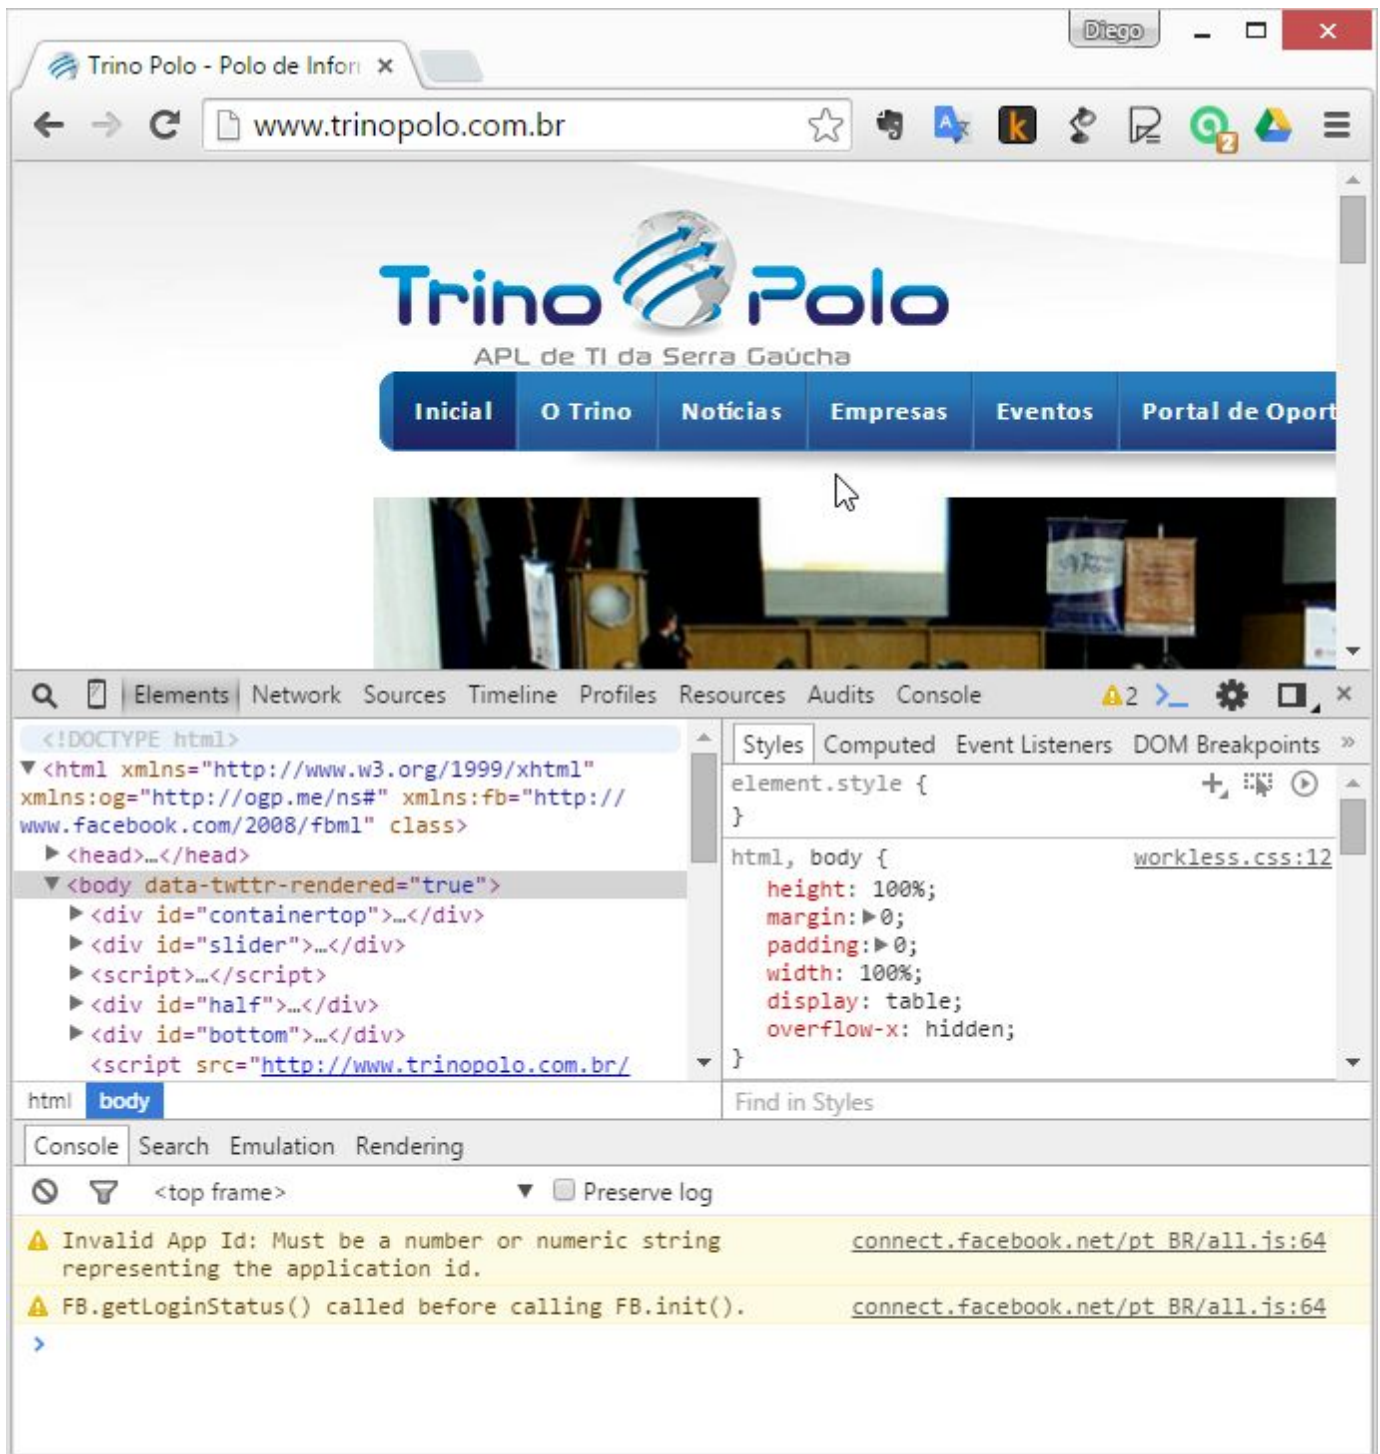 Diego
Trino Polo - Polo de Inforr
www.trinopolo.com.br
2
Trino Polo
APL de TI da Serra Gaúcha
Inicial O Trino Notícias Empresas Eventos Portal de Oport
Elements Network Sources Timeline Profiles Resources Audits Console 2
<!DOCTYPE html>
<html xmlns="http://www.w3.org/1999/xhtml"
xmlns:og="http://ogp.me/ns#" xmlns:fb="http://
www.facebook.com/2008/fbml" class>
<head>…</head>
<body data-twttr-rendered="true">
<div id="containertop">…</div>
<div id="slider">…</div>
<script>…</script>
<div id="half">…</div>
<div id="bottom">…</div>
<script src="http://www.trinopolo.com.br/
html body
Styles Computed Event Listeners DOM Breakpoints »
element.style {
}
html, body { workless.css:12
height: 100%;
margin: 0;
padding: 0;
width: 100%;
display: table;
overflow-x: hidden;
}
Find in Styles
Console Search Emulation Rendering
<top frame> Preserve log
Invalid App Id: Must be a number or numeric string connect.facebook.net/pt_BR/all.js:64
representing the application id.
FB.getLoginStatus() called before calling FB.init(). connect.facebook.net/pt_BR/all.js:64
>